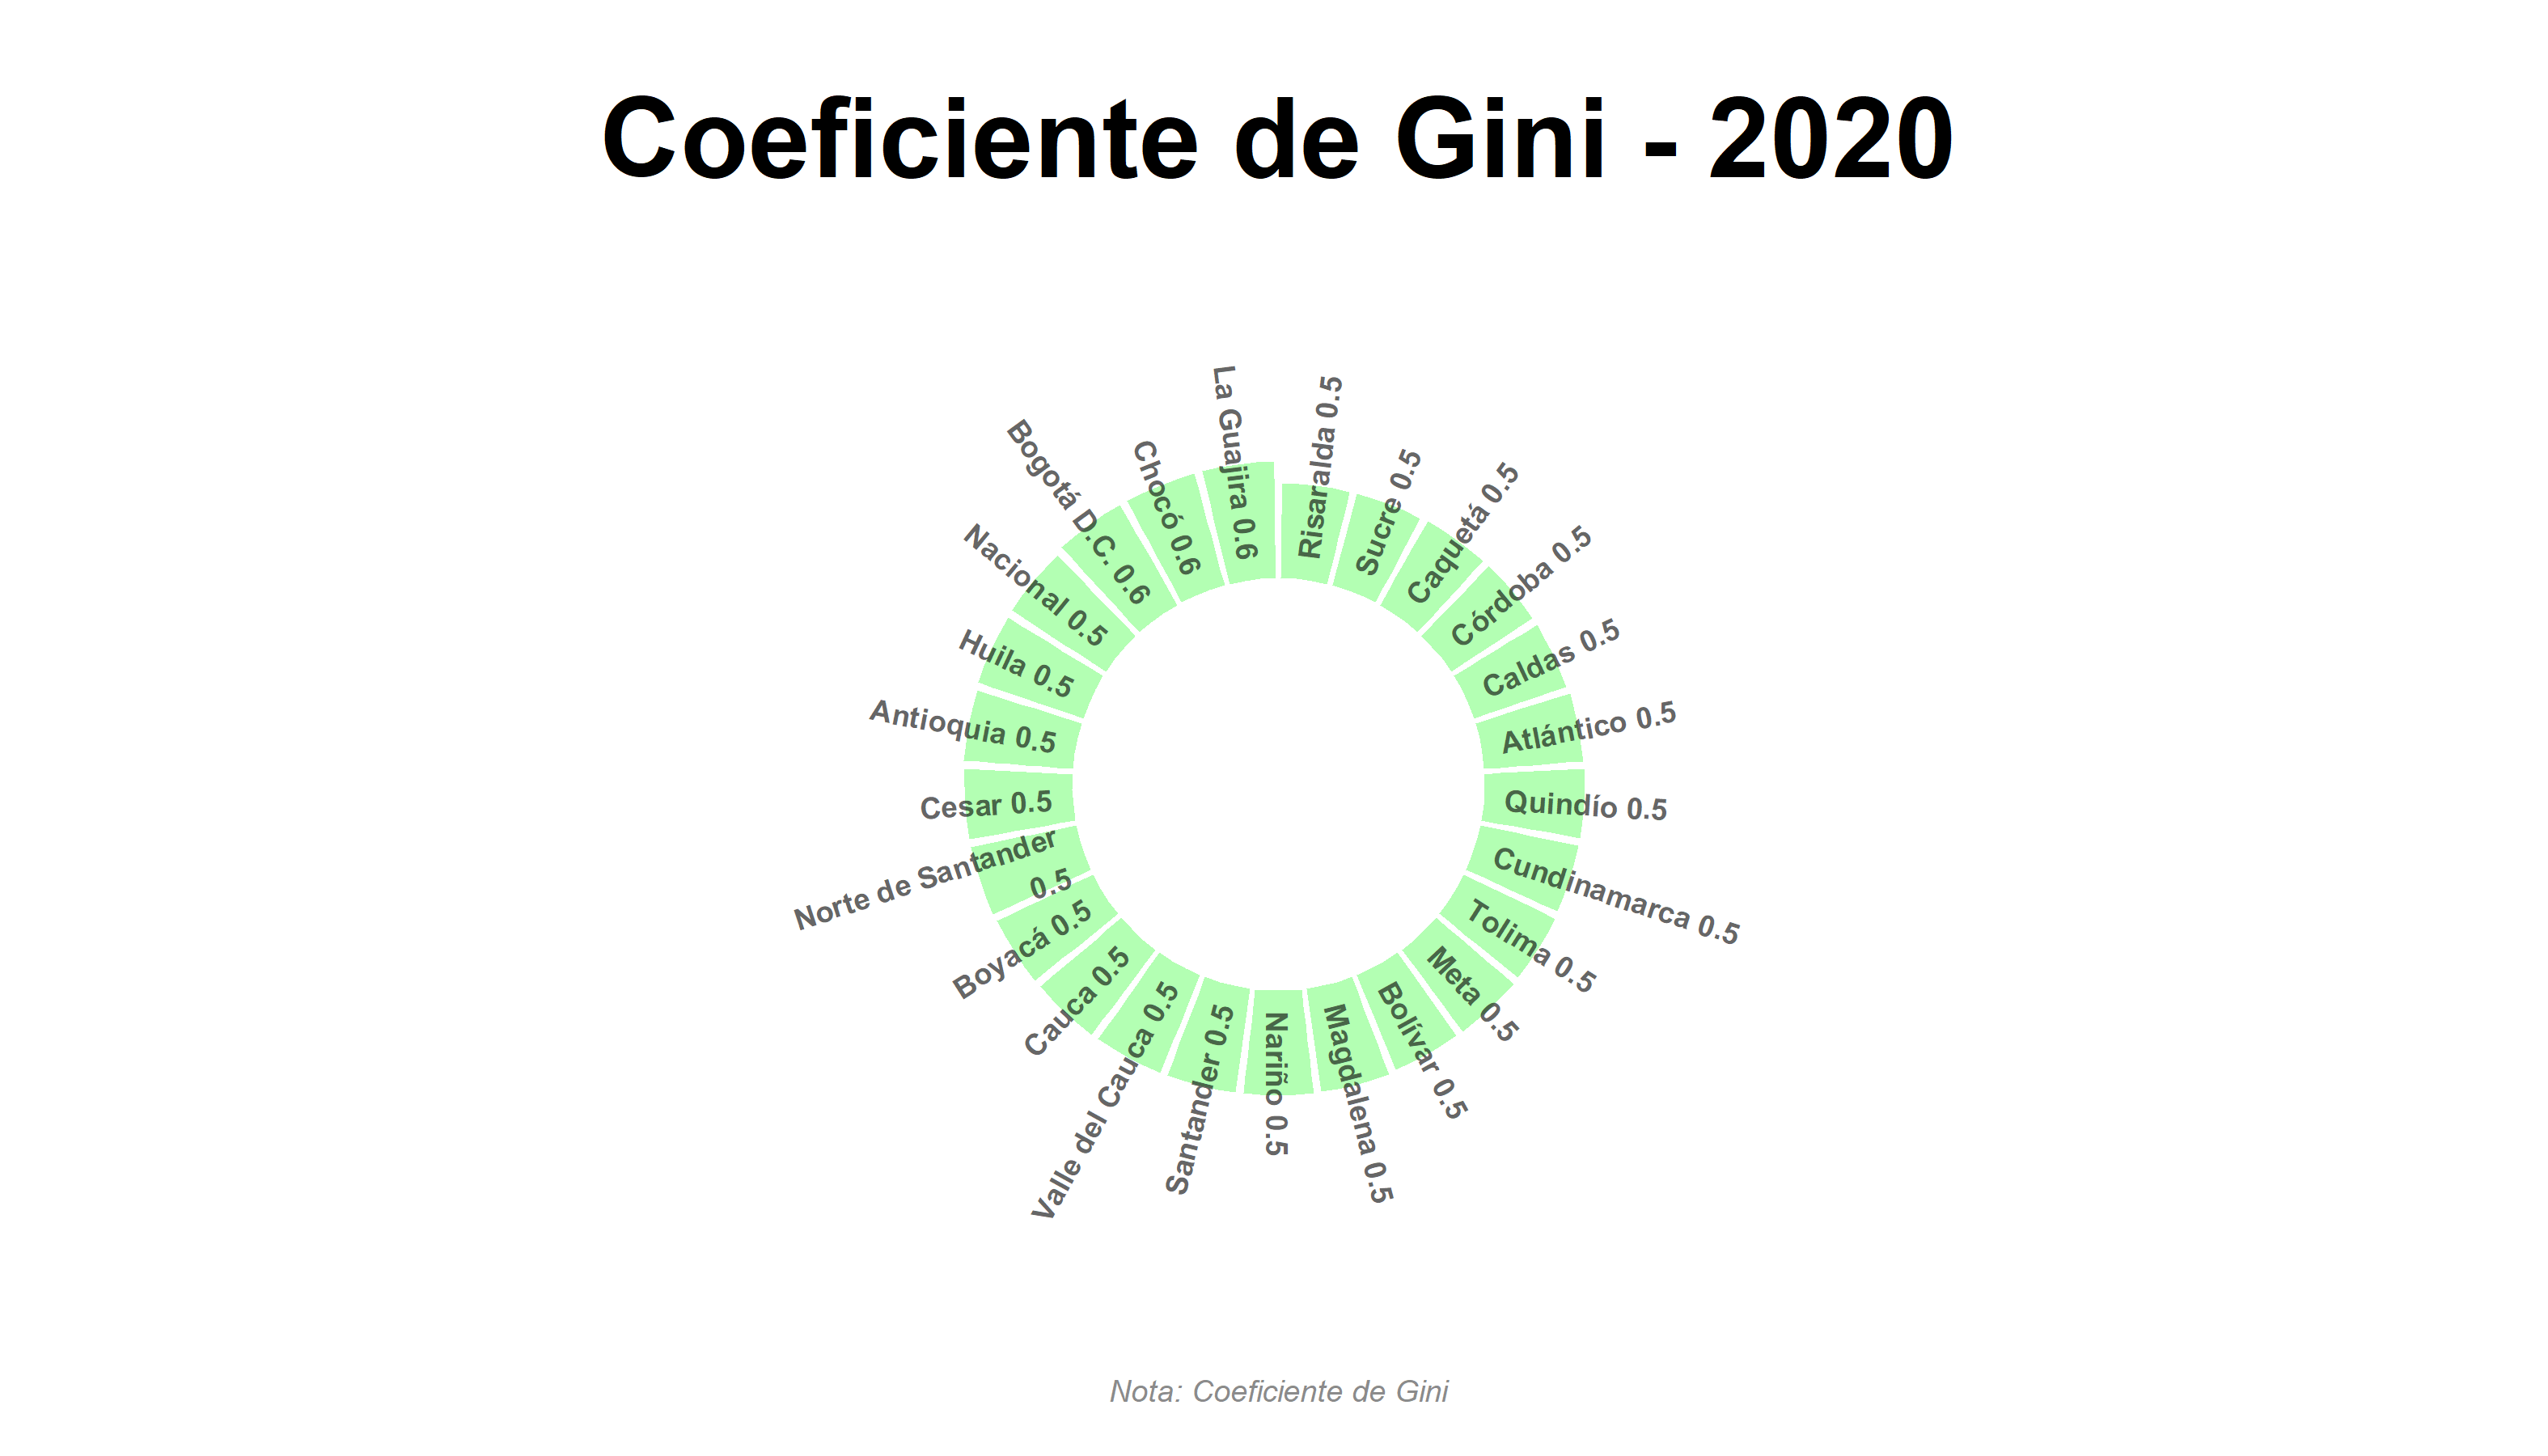 Coeficiente de Gini - 2020
Risaralda 0.5
Sucre 0.5
Caquetá 0.5
Córdoba 0.5
Caldas 0.5
Atlántico 0.5
Quindío 0.5
Cundinamarca 0.5
Tolima 0.5
Meta 0.5
Bolívar 0.5
Magdalena 0.5
Nariño 0.5
Santander 0.5
Valle del Cauca 0.5
Cauca 0.5
Boyacá 0.5
Norte de Santander
0.5
Cesar 0.5
Antioquia 0.5
Huila 0.5
Nacional 0.5
Bogotá D.C. 0.6
Chocó 0.6
La Guajira 0.6
Nota: Coeficiente de Gini